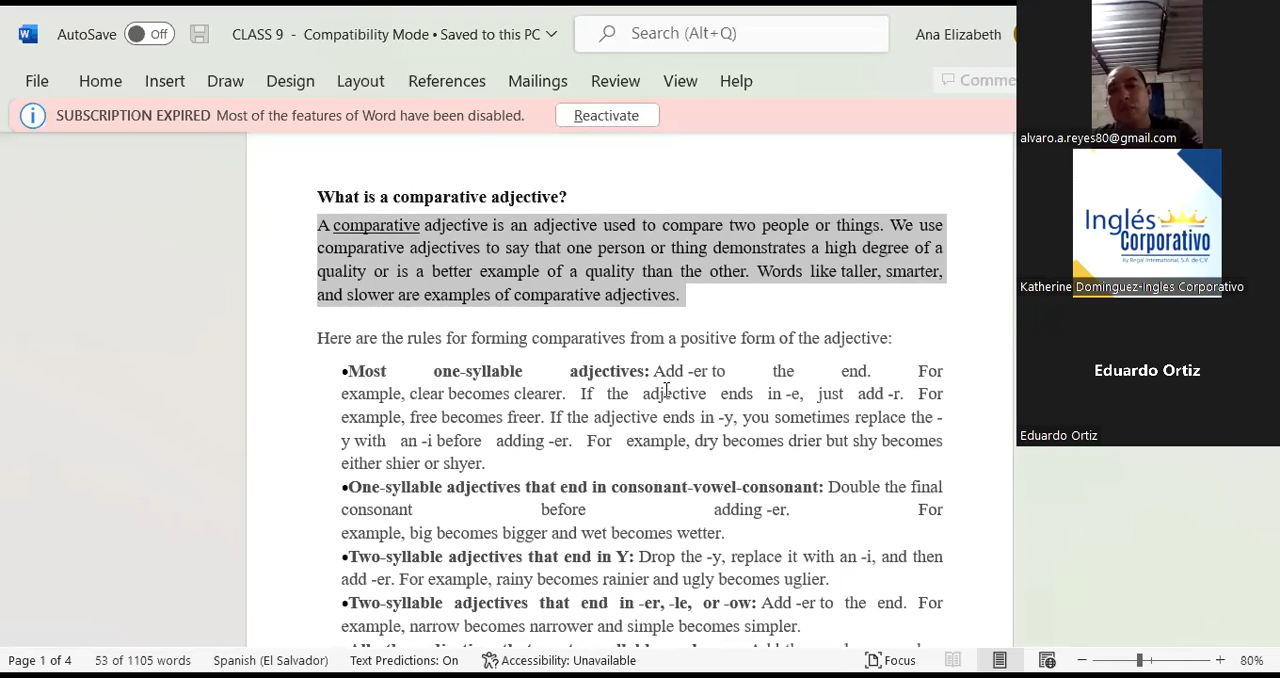 AutoSave Off CLASS 9 - Compatibility Mode • Saved to this PC Search (Alt+Q) Ana Elizabeth
File Home Insert Draw Design Layout References Mailings Review View Help Comme
SUBSCRIPTION EXPIRED Most of the features of Word have been disabled. Reactivate
What is a comparative adjective?
A comparative adjective is an adjective used to compare two people or things. We use
comparative adjectives to say that one person or thing demonstrates a high degree of a
quality or is a better example of a quality than the other. Words like taller, smarter,
and slower are examples of comparative adjectives.
Here are the rules for forming comparatives from a positive form of the adjective:
•Most one-syllable adjectives: Add -er to the end. For
example, clear becomes clearer. If the adjective ends in -e, just add -r. For
example, free becomes freer. If the adjective ends in -y, you sometimes replace the -
y with an -i before adding -er. For example, dry becomes drier but shy becomes
either shier or shyer.
•One-syllable adjectives that end in consonant-vowel-consonant: Double the final
consonant before adding -er. For
example, big becomes bigger and wet becomes wetter.
•Two-syllable adjectives that end in Y: Drop the -y, replace it with an -i, and then
add -er. For example, rainy becomes rainier and ugly becomes uglier.
•Two-syllable adjectives that end in -er, -le, or -ow: Add -er to the end. For
example, narrow becomes narrower and simple becomes simpler.
Page 1 of 4 53 of 1105 words Spanish (El Salvador) Text Predictions: On Accessibility: Unavailable Focus 80%
alvaro.a.reyes80@gmail.com
Inglés
Corporativo
By Regal International, S.A. de C.V.
Katherine Dominguez-Ingles Corporativo
Eduardo Ortiz
Eduardo Ortiz